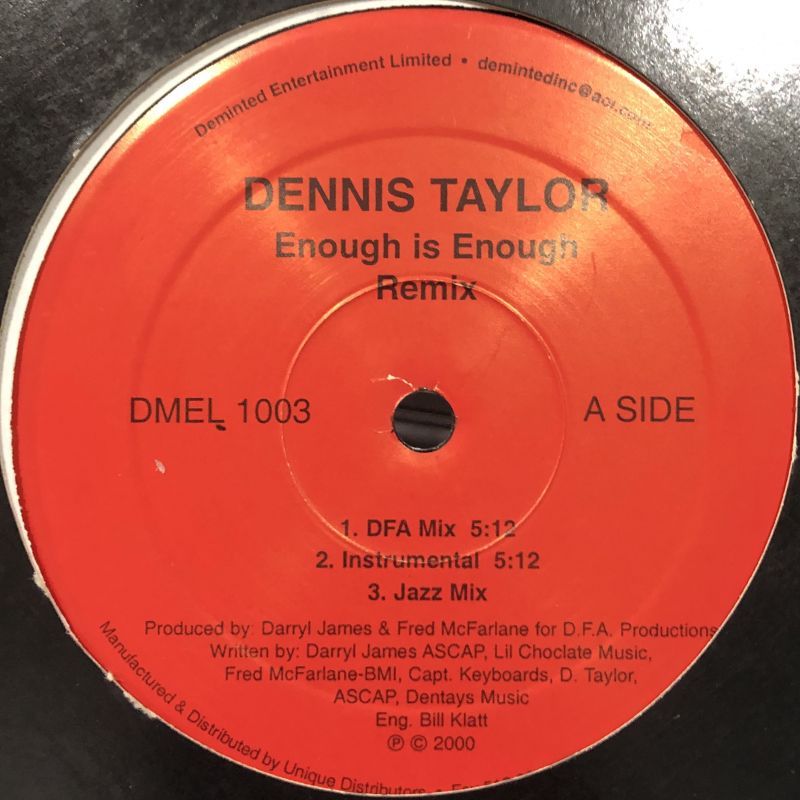 Deminted Entertainment Limited • demintedinc@aol.com
DENNIS TAYLOR
Enough is Enough
Remix
DMEL 1003
A SIDE
1. DFA Mix 5:12
2. Instrumental 5:12
3. Jazz Mix
Produced by: Darryl James & Fred McFarlane for D.F.A. Productions
Written by: Darryl James ASCAP, Lil Choclate Music,
Fred McFarlane-BMI, Capt. Keyboards, D. Taylor,
ASCAP, Dentays Music
Eng. Bill Klatt
℗ © 2000
Manufactured & Distributed by Unique Distributors •